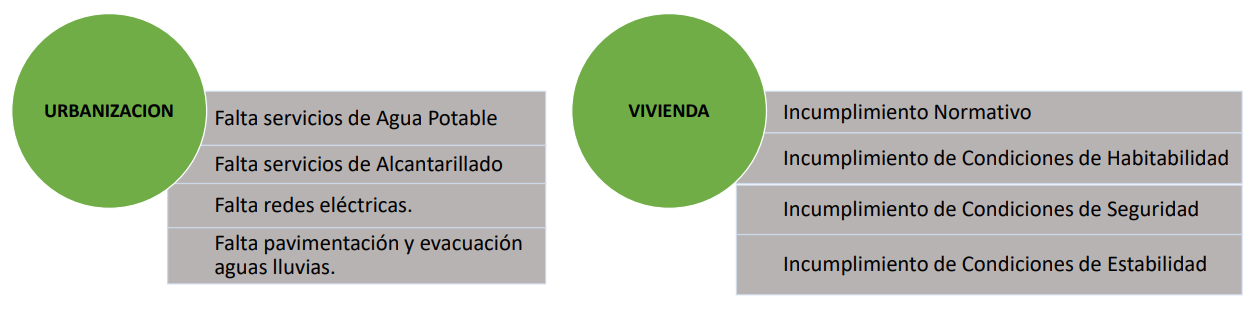 URBANIZACION
Falta servicios de Agua Potable
Falta servicios de Alcantarillado
Falta redes eléctricas.
Falta pavimentación y evacuación
aguas lluvias.
VIVIENDA
Incumplimiento Normativo
Incumplimiento de Condiciones de Habitabilidad
Incumplimiento de Condiciones de Seguridad
Incumplimiento de Condiciones de Estabilidad